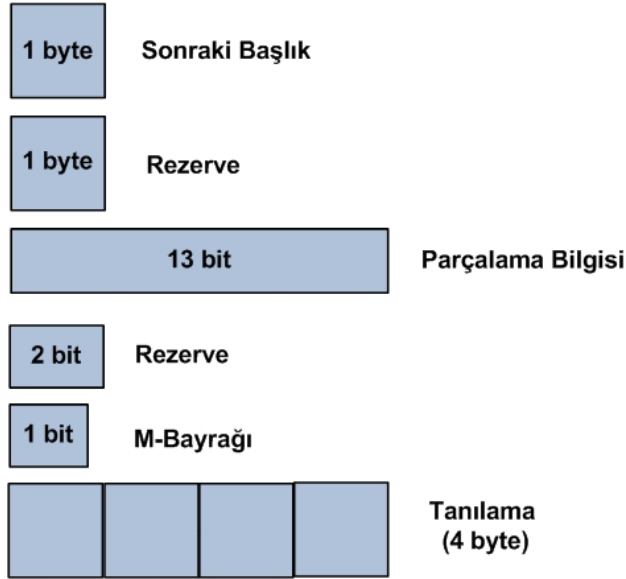 1 byte Sonraki Başlık
1 byte Rezerve
13 bit Parçalama Bilgisi
2 bit Rezerve
1 bit M-Bayrağı
Tanılama
(4 byte)